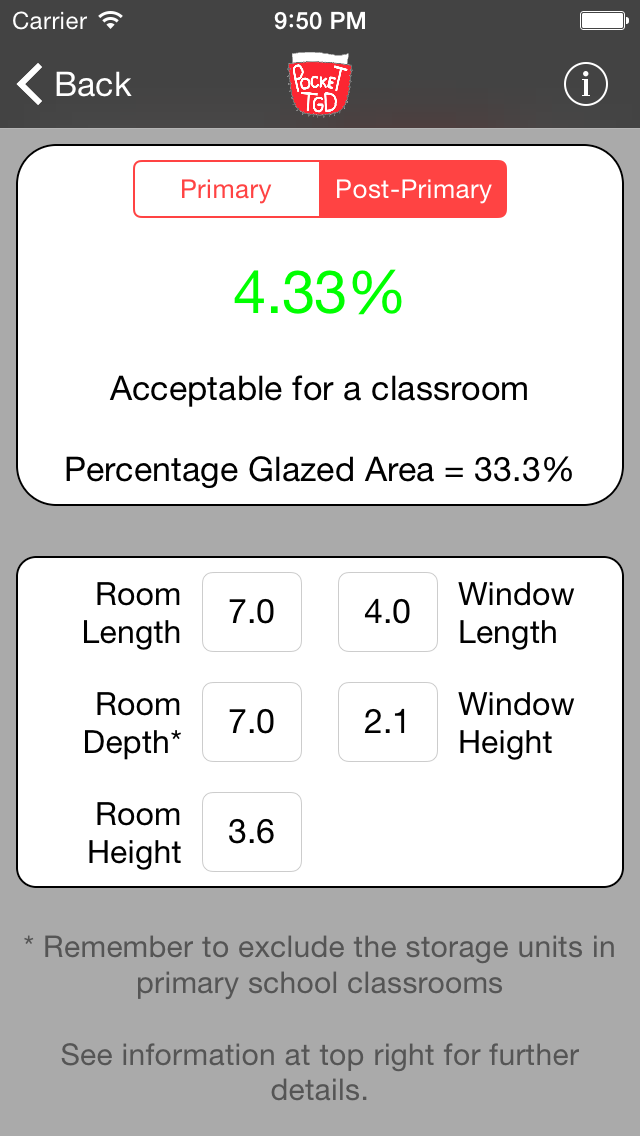 Carrier 9:50 PM
Back
POCKET
TGD
i
Primary Post-Primary
4.33%
Acceptable for a classroom
Percentage Glazed Area = 33.3%
Room
Length
7.0
4.0
Window
Length
Room
Depth*
7.0
2.1
Window
Height
Room
Height
3.6
* Remember to exclude the storage units in
primary school classrooms
See information at top right for further
details.